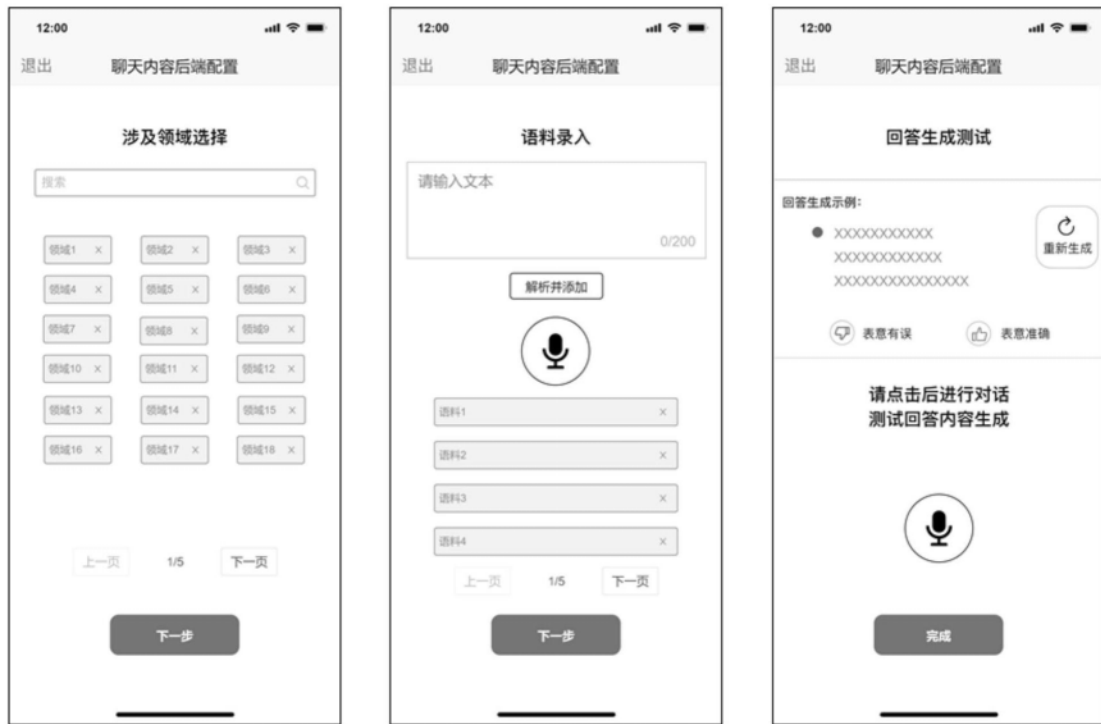 12:00
退出 聊天内容后端配置
涉及领域选择
搜索
领域1 × 领域2 × 领域3 ×
领域4 × 领域5 × 领域6 ×
领域7 × 领域8 × 领域9 ×
领域10 × 领域11 × 领域12 ×
领域13 × 领域14 × 领域15 ×
领域16 × 领域17 × 领域18 ×
上一页 1/5 下一页
下一步
12:00
退出 聊天内容后端配置
语料录入
请输入文本
0/200
解析并添加
语料1 ×
语料2 ×
语料3 ×
语料4 ×
上一页 1/5 下一页
下一步
12:00
退出 聊天内容后端配置
回答生成测试
回答生成示例:
XXXXXXXXXXX
XXXXXXXXXXXX
XXXXXXXXXXXXXXX
重新生成
表意有误 表意准确
请点击后进行对话
测试回答内容生成
完成